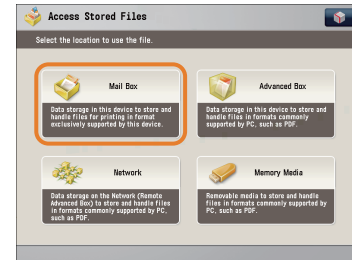 Access Stored Files
Select the location to use the file.
Mail Box
Data storage in this device to store and
handle files for printing in format
exclusively supported by this device.
Advanced Box
Data storage in this device to store and
handle files in formats commonly
supported by PC, such as PDF.
Network
Data storage on the Network (Remote
Advanced Box) to store and handle files
in formats commonly supported by PC,
such as PDF.
Memory Media
Removable media to store and handle
files in formats commonly supported by
PC, such as PDF.